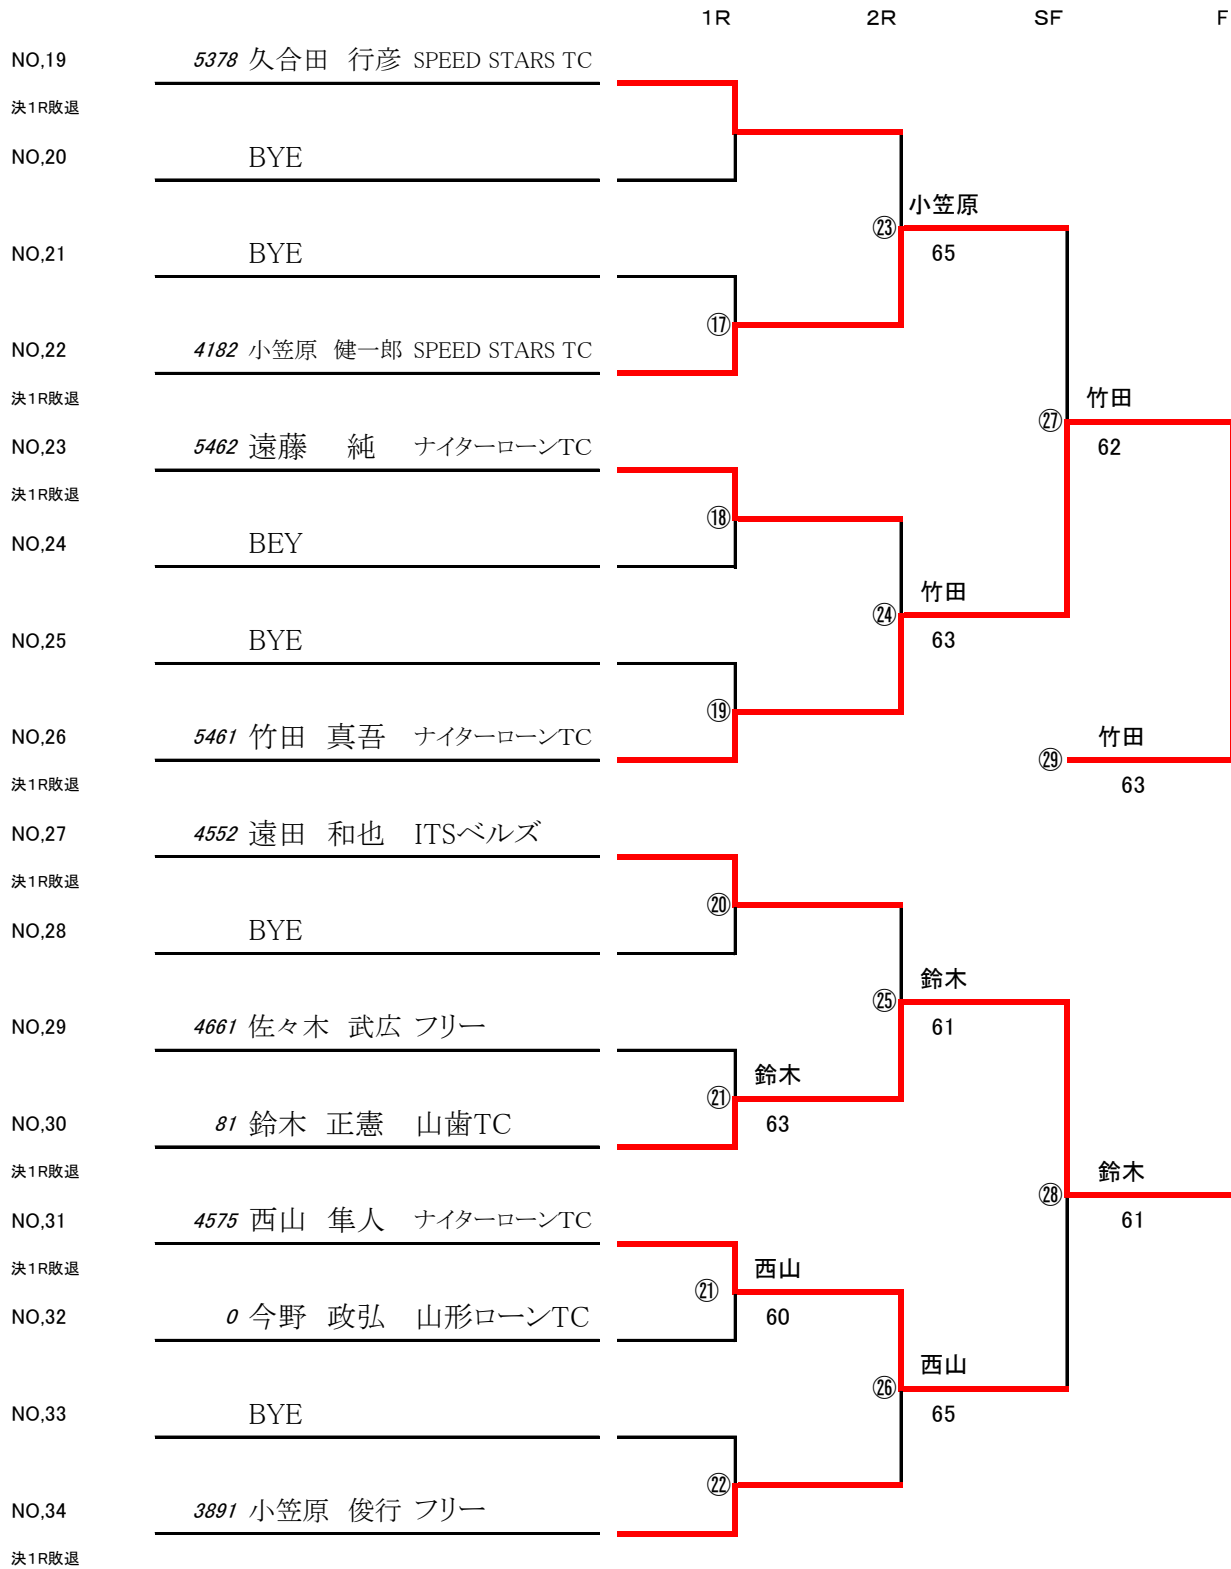 1R 2R SF F
NO,19 5378 久合田 行彦 SPEED STARS TC
決1R敗退
NO,20 BYE
小笠原
NO,21 BYE ㉓ 65
⑰
NO,22 4182 小笠原 健一郎 SPEED STARS TC
決1R敗退 竹田
㉗
NO,23 5462 遠藤 純 ナイターローンTC 62
決1R敗退
⑱
NO,24 BEY
竹田
㉔
NO,25 BYE 63
⑲
NO,26 5461 竹田 真吾 ナイターローンTC 竹田
㉙
決1R敗退 63
NO,27 4552 遠田 和也 ITSベルズ
決1R敗退
⑳
NO,28 BYE
鈴木
㉕
NO,29 4661 佐々木 武広 フリー 61
鈴木
㉑
NO,30 81 鈴木 正憲 山歯TC 63
決1R敗退 鈴木
㉘
NO,31 4575 西山 隼人 ナイターローンTC 61
決1R敗退 西山
㉑
NO,32 0 今野 政弘 山形ローンTC 60
西山
㉖
NO,33 BYE 65
㉒
NO,34 3891 小笠原 俊行 フリー
決1R敗退